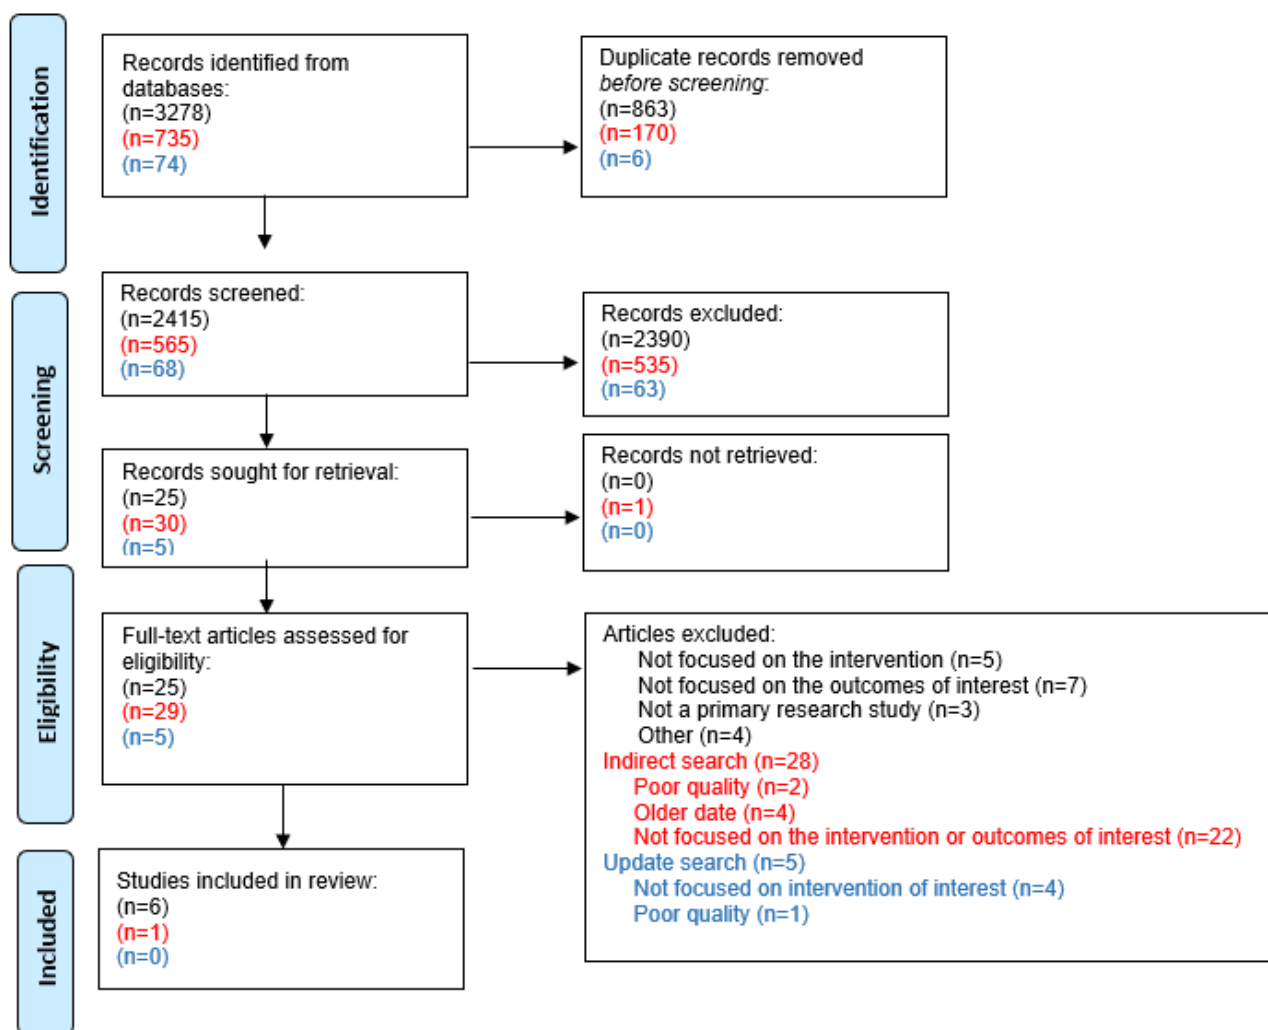 Identification
Records identified from
databases:
(n=3278)
(n=735)
(n=74)
Duplicate records removed
before screening:
(n=863)
(n=170)
(n=6)
Screening
Records screened:
(n=2415)
(n=565)
(n=68)
Records excluded:
(n=2390)
(n=535)
(n=63)
Records sought for retrieval:
(n=25)
(n=30)
(n=5)
Records not retrieved:
(n=0)
(n=1)
(n=0)
Eligibility
Full-text articles assessed for
eligibility:
(n=25)
(n=29)
(n=5)
Articles excluded:
Not focused on the intervention (n=5)
Not focused on the outcomes of interest (n=7)
Not a primary research study (n=3)
Other (n=4)
Indirect search (n=28)
Poor quality (n=2)
Older date (n=4)
Not focused on the intervention or outcomes of interest (n=22)
Update search (n=5)
Not focused on intervention of interest (n=4)
Poor quality (n=1)
Included
Studies included in review:
(n=6)
(n=1)
(n=0)